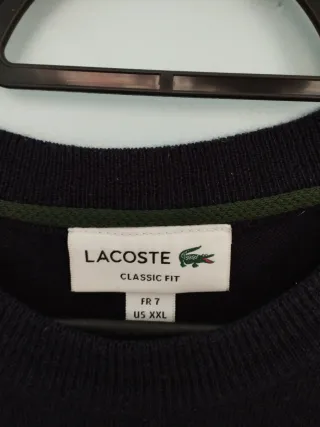 LACOSTE
CLASSIC FIT
FR 7
US XXL